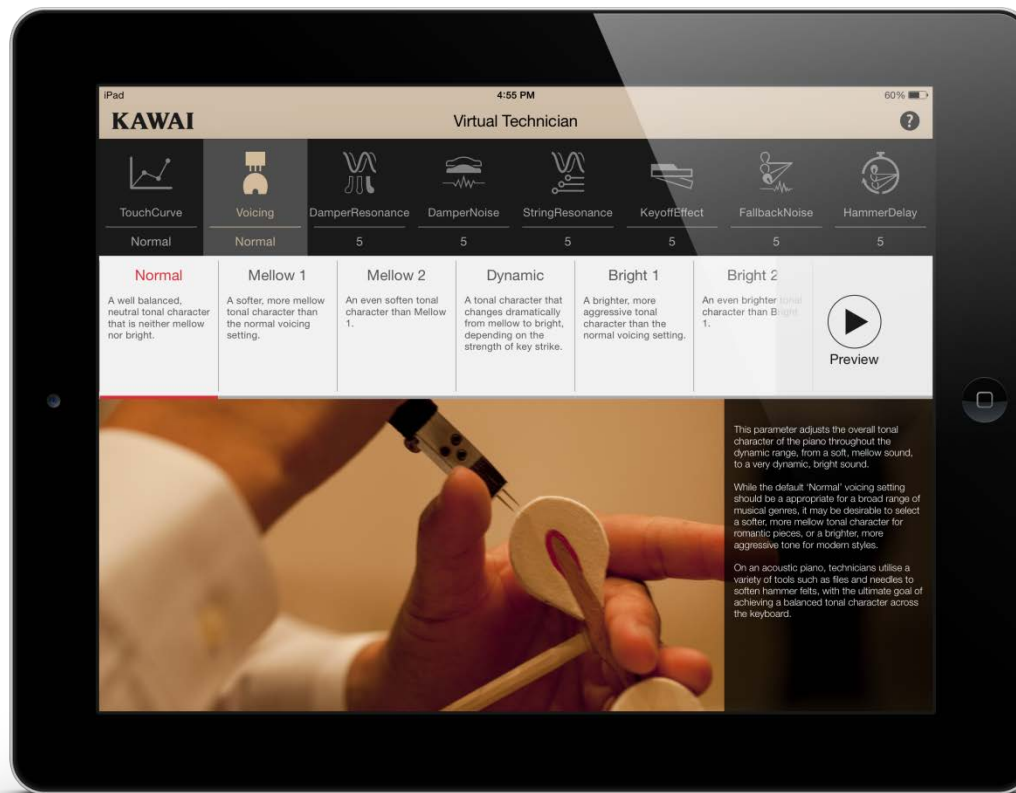 iPad
4:55 PM
60%
KAWAI
Virtual Technician
?
TouchCurve
Voicing
DamperResonance
DamperNoise
StringResonance
KeyoffEffect
FallbackNoise
HammerDelay
Normal
Normal
5
5
5
5
5
5
Normal
A well balanced,
neutral tonal character
that is neither mellow
nor bright.
Mellow 1
A softer, more mellow
tonal character than
the normal voicing
setting.
Mellow 2
An even soften tonal
character than Mellow
1.
Dynamic
A tonal character that
changes dramatically
from mellow to bright,
depending on the
strength of key strike.
Bright 1
A brighter, more
aggressive tonal
character than the
normal voicing setting.
Bright 2
An even brighter tonal
character than Bright
1.
Preview
This parameter adjusts the overall tonal
character of the piano throughout the
dynamic range, from a soft, mellow sound,
to a very dynamic, bright sound.
While the default ‘Normal’ voicing setting
should be a appropriate for a broad range of
musical genres, it may be desirable to select
a softer, more mellow tonal character for
romantic pieces, or a brighter, more
aggressive tone for modern styles.
On an acoustic piano, technicians utilise a
variety of tools such as files and needles to
soften hammer felts, with the ultimate goal of
achieving a balanced tonal character across
the keyboard.